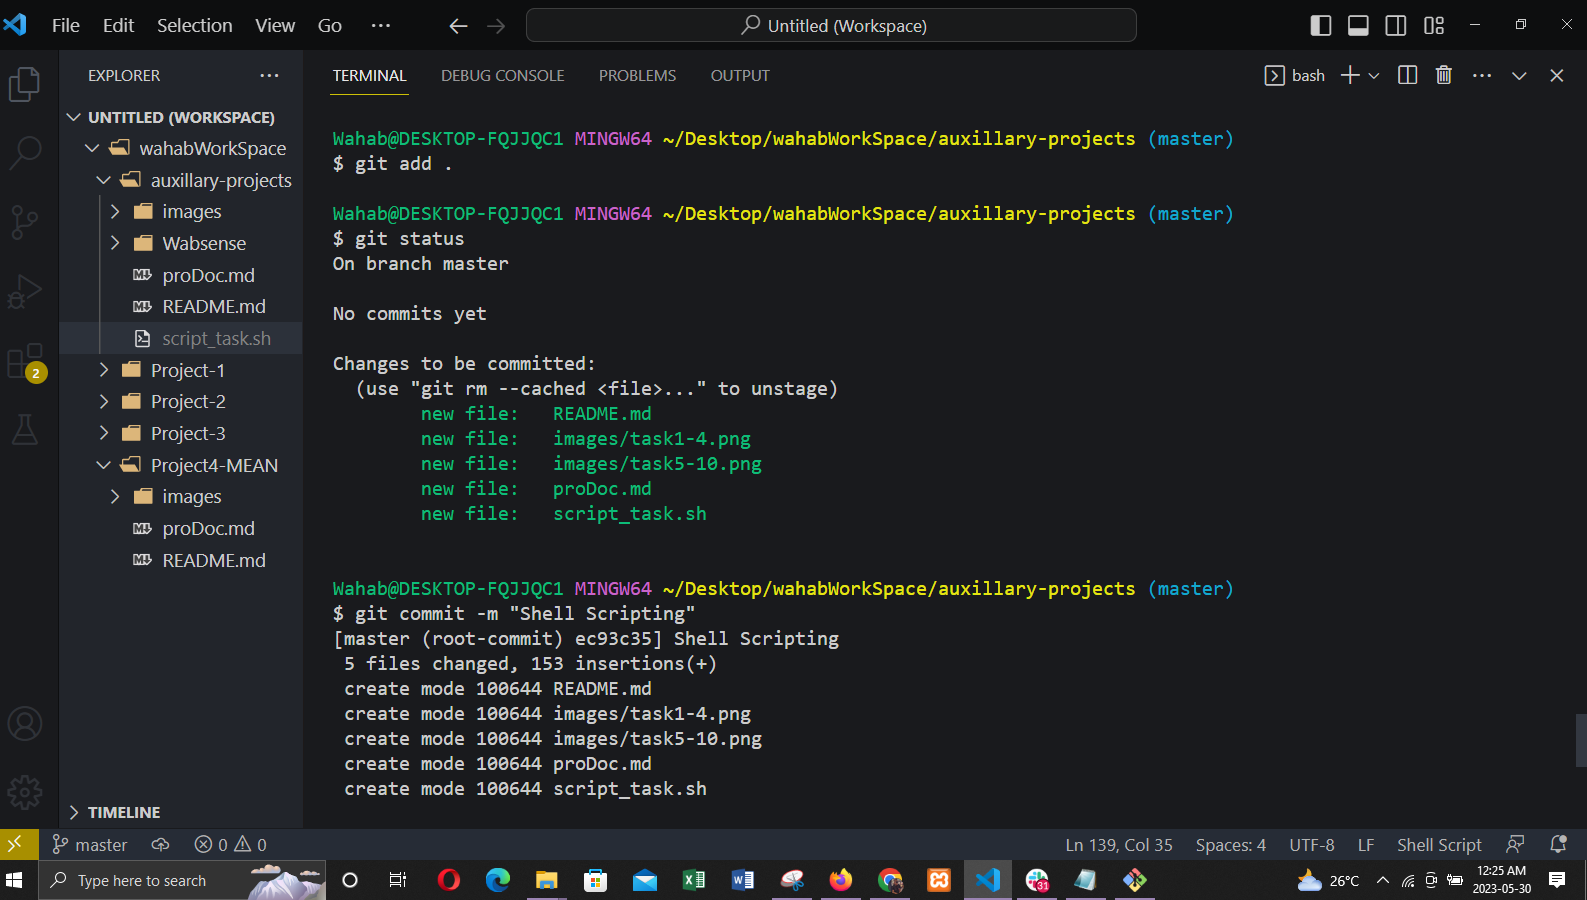 File Edit Selection View Go ··· Untitled (Workspace)
EXPLORER ···
UNTITLED (WORKSPACE)
wahabWorkSpace
auxillary-projects
images
Wabsense
proDoc.md
README.md
script_task.sh
Project-1
Project-2
Project-3
Project4-MEAN
images
proDoc.md
README.md
TIMELINE
2
TERMINAL DEBUG CONSOLE PROBLEMS OUTPUT bash
Wahab@DESKTOP-FQJJQC1 MINGW64 ~/Desktop/wahabWorkSpace/auxillary-projects (master)
$ git add .
Wahab@DESKTOP-FQJJQC1 MINGW64 ~/Desktop/wahabWorkSpace/auxillary-projects (master)
$ git status
On branch master
No commits yet
Changes to be committed:
(use "git rm --cached <file>..." to unstage)
new file: README.md
new file: images/task1-4.png
new file: images/task5-10.png
new file: proDoc.md
new file: script_task.sh
Wahab@DESKTOP-FQJJQC1 MINGW64 ~/Desktop/wahabWorkSpace/auxillary-projects (master)
$ git commit -m "Shell Scripting"
[master (root-commit) ec93c35] Shell Scripting
5 files changed, 153 insertions(+)
create mode 100644 README.md
create mode 100644 images/task1-4.png
create mode 100644 images/task5-10.png
create mode 100644 proDoc.md
create mode 100644 script_task.sh
master 0 0 Ln 139, Col 35 Spaces: 4 UTF-8 LF Shell Script
Type here to search 31 26°C 12:25 AM
2023-05-30